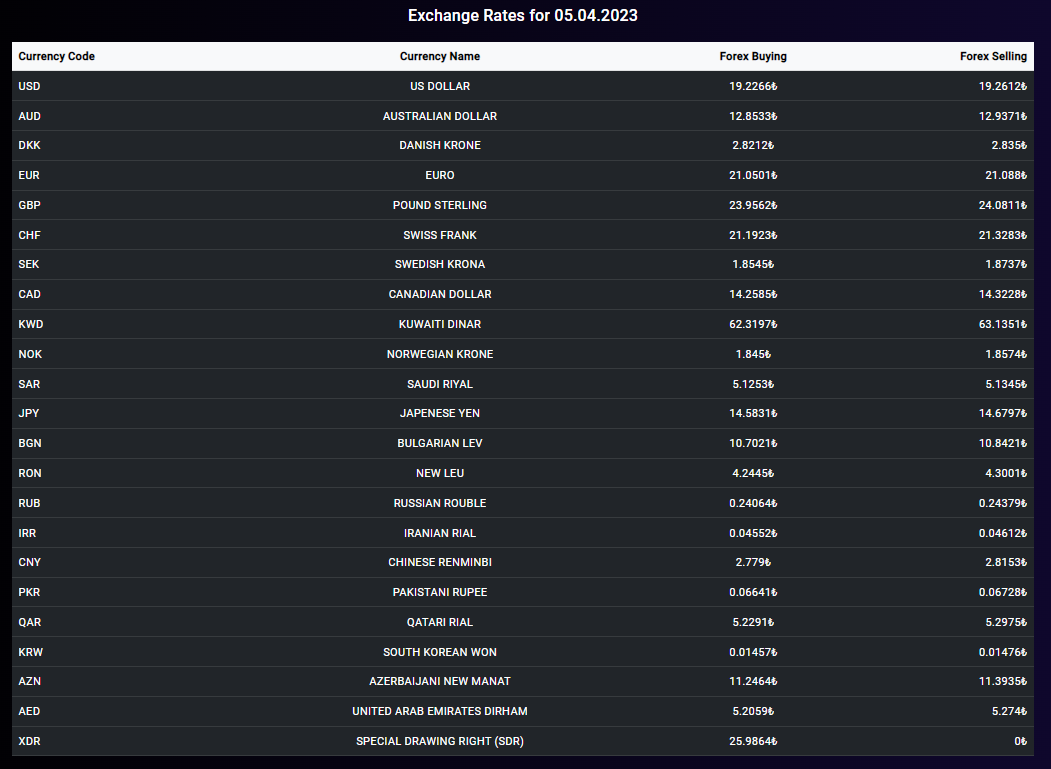 Exchange Rates for 05.04.2023
Currency Code Currency Name Forex Buying Forex Selling
USD US DOLLAR 19.2266₺ 19.2612₺
AUD AUSTRALIAN DOLLAR 12.8533₺ 12.9371₺
DKK DANISH KRONE 2.8212₺ 2.835₺
EUR EURO 21.0501₺ 21.088₺
GBP POUND STERLING 23.9562₺ 24.0811₺
CHF SWISS FRANK 21.1923₺ 21.3283₺
SEK SWEDISH KRONA 1.8545₺ 1.8737₺
CAD CANADIAN DOLLAR 14.2585₺ 14.3228₺
KWD KUWAITI DINAR 62.3197₺ 63.1351₺
NOK NORWEGIAN KRONE 1.845₺ 1.8574₺
SAR SAUDI RIYAL 5.1253₺ 5.1345₺
JPY JAPENESE YEN 14.5831₺ 14.6797₺
BGN BULGARIAN LEV 10.7021₺ 10.8421₺
RON NEW LEU 4.2445₺ 4.3001₺
RUB RUSSIAN ROUBLE 0.24064₺ 0.24379₺
IRR IRANIAN RIAL 0.04552₺ 0.04612₺
CNY CHINESE RENMINBI 2.779₺ 2.8153₺
PKR PAKISTANI RUPEE 0.06641₺ 0.06728₺
QAR QATARI RIAL 5.2291₺ 5.2975₺
KRW SOUTH KOREAN WON 0.01457₺ 0.01476₺
AZN AZERBAIJANI NEW MANAT 11.2464₺ 11.3935₺
AED UNITED ARAB EMIRATES DIRHAM 5.2059₺ 5.274₺
XDR SPECIAL DRAWING RIGHT (SDR) 25.9864₺ 0₺